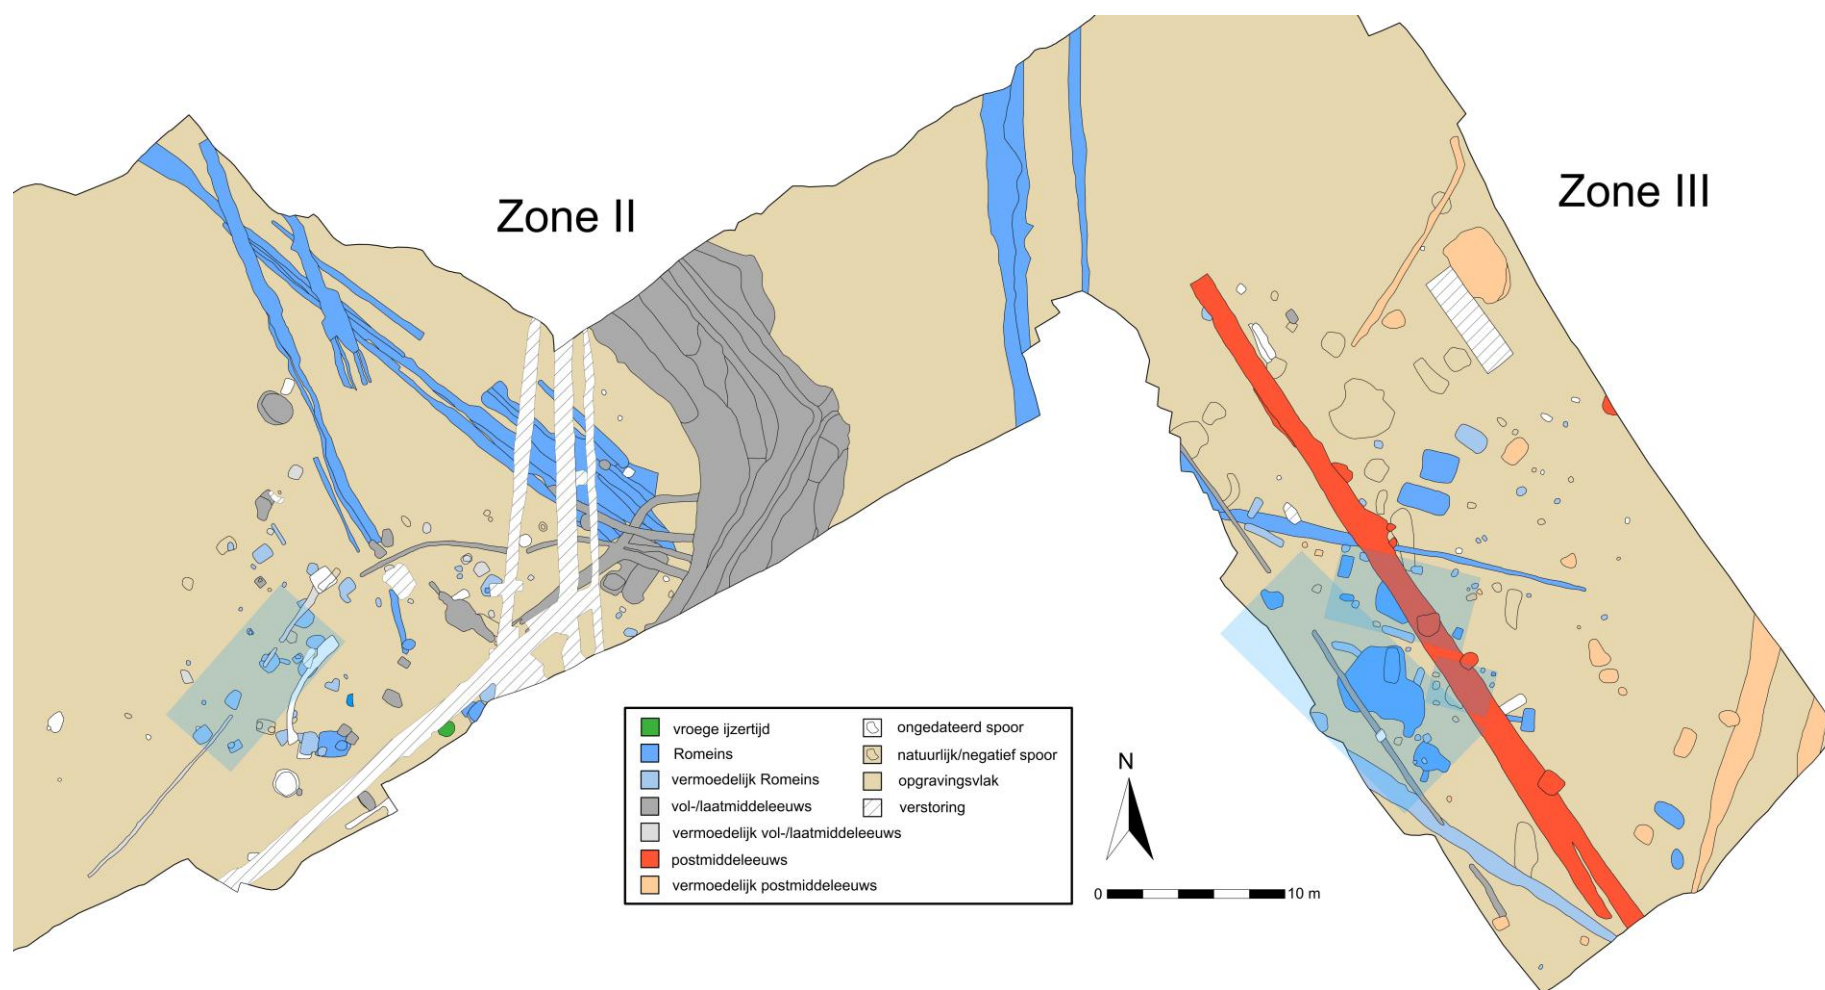 Zone II
Zone III
vroege ijzertijd
Romeins
vermoedelijk Romeins
vol-/laatmiddeleeuws
vermoedelijk vol-/laatmiddeleeuws
postmiddeleeuws
vermoedelijk postmiddeleeuws
ongedateerd spoor
natuurlijk/negatief spoor
opgravingsvlak
verstoring
N
0 10 m